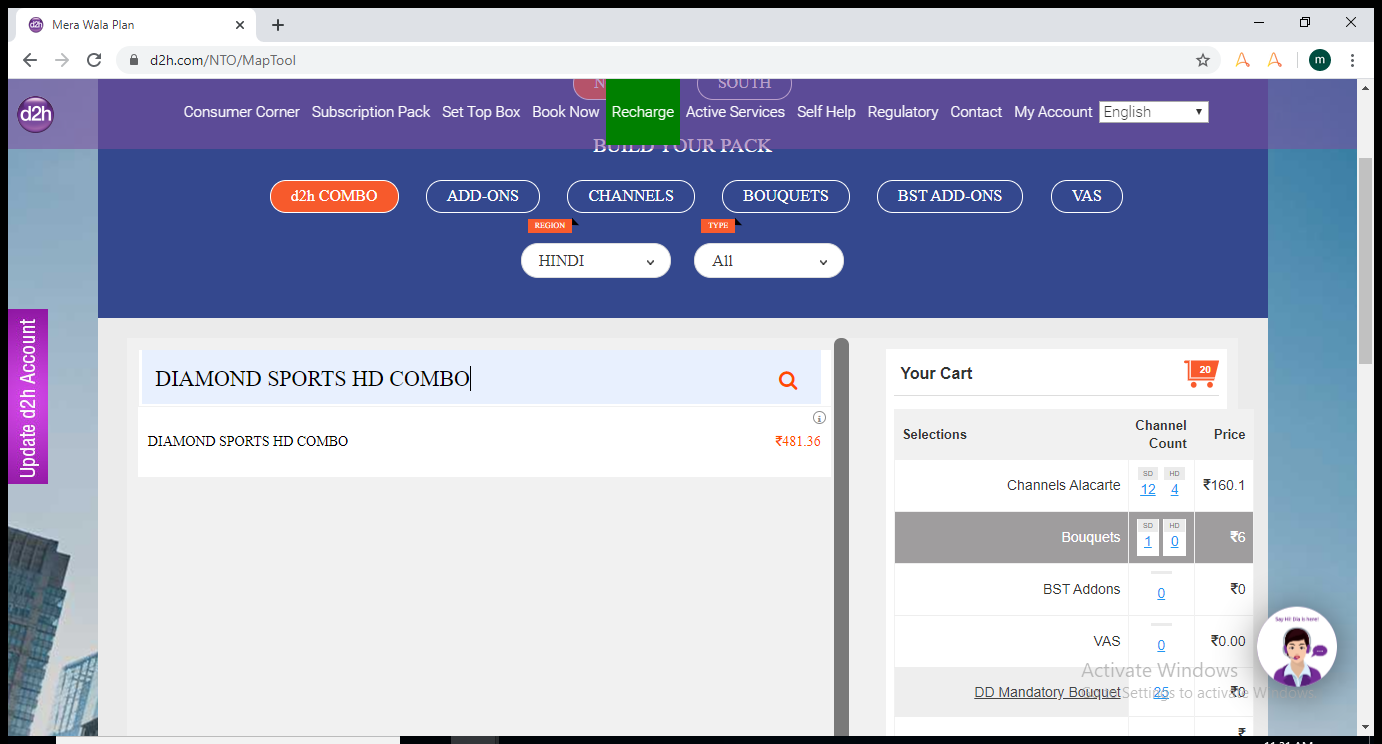 d2h Mera Wala Plan
d2h.com/NTO/MapTool
m
N SOUTH
d2h Consumer Corner Subscription Pack Set Top Box Book Now Recharge Active Services Self Help Regulatory Contact My Account English
BUILD YOUR PACK
d2h COMBO ADD-ONS CHANNELS BOUQUETS BST ADD-ONS VAS
REGION TYPE
HINDI All
Update d2h Account
DIAMOND SPORTS HD COMBO
DIAMOND SPORTS HD COMBO ₹481.36
Your Cart 20
Selections Channel Count Price
SD HD
Channels Alacarte 12 4 ₹160.1
SD HD
Bouquets 1 0 ₹6
BST Addons 0 ₹0
VAS 0 ₹0.00
DD Mandatory Bouquet 25 ₹0
₹
Say Hi! Dia is here!
Activate Windows
Go to Settings to activate Windows.
11:21 AM